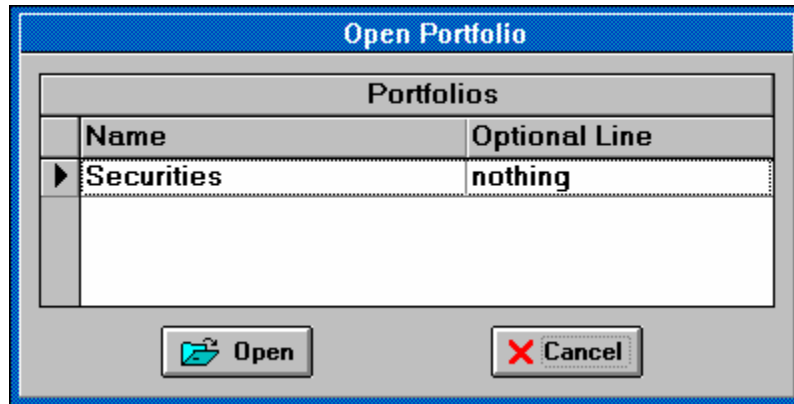 Open Portfolio
Portfolios
Name Optional Line
Securities nothing
Open Cancel